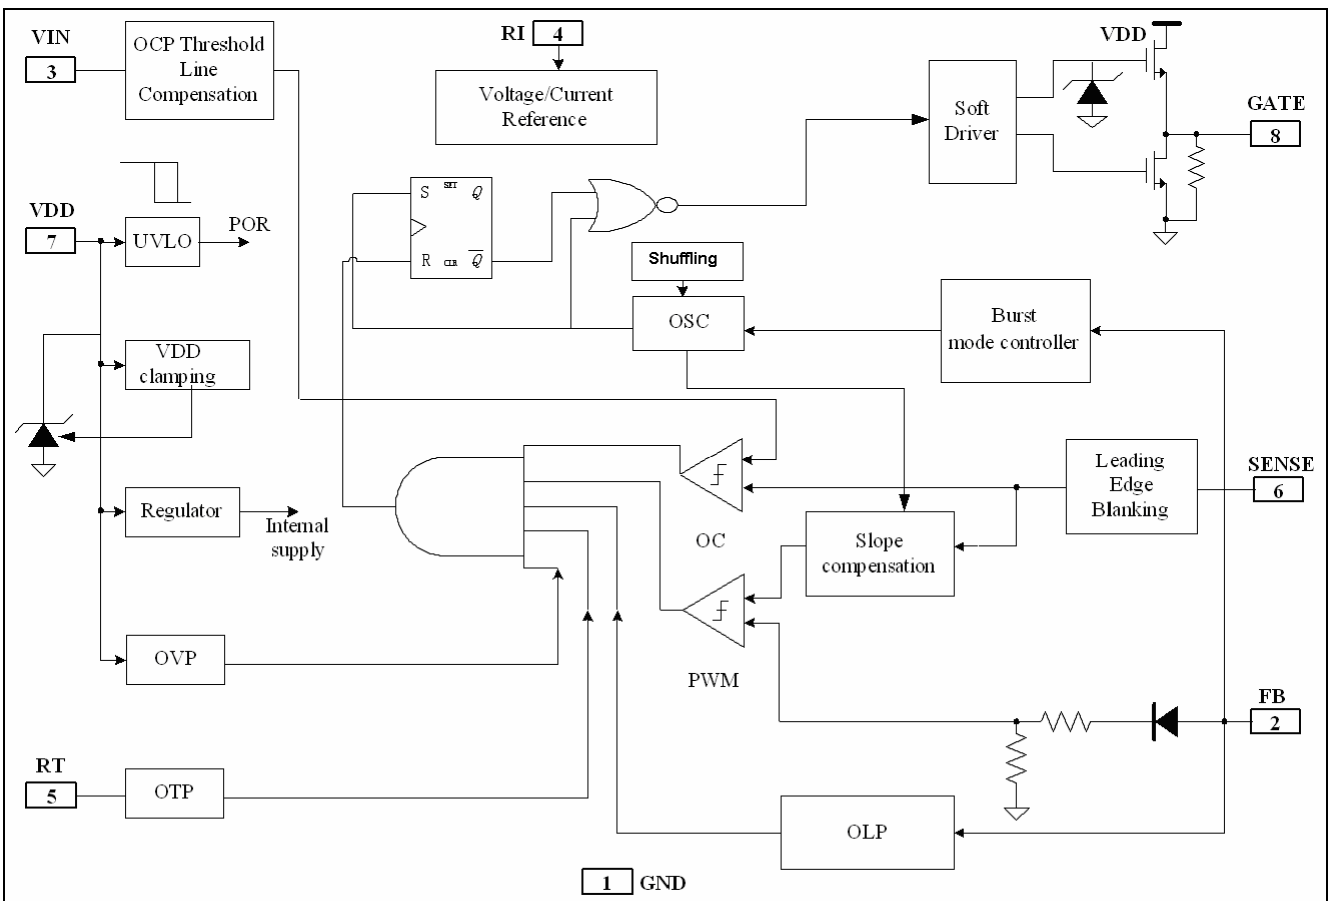 VIN
3
OCP Threshold
Line
Compensation
RI
4
Voltage/Current
Reference
VDD
Soft
Driver
GATE
8
VDD
7
UVLO
POR
S
SET
Q
R
CLR
Q
Shuffling
OSC
Burst
mode controller
VDD
clamping
Leading
Edge
Blanking
SENSE
6
Regulator
Internal
supply
OC
Slope
compensation
PWM
OVP
FB
2
RT
5
OTP
OLP
1
GND